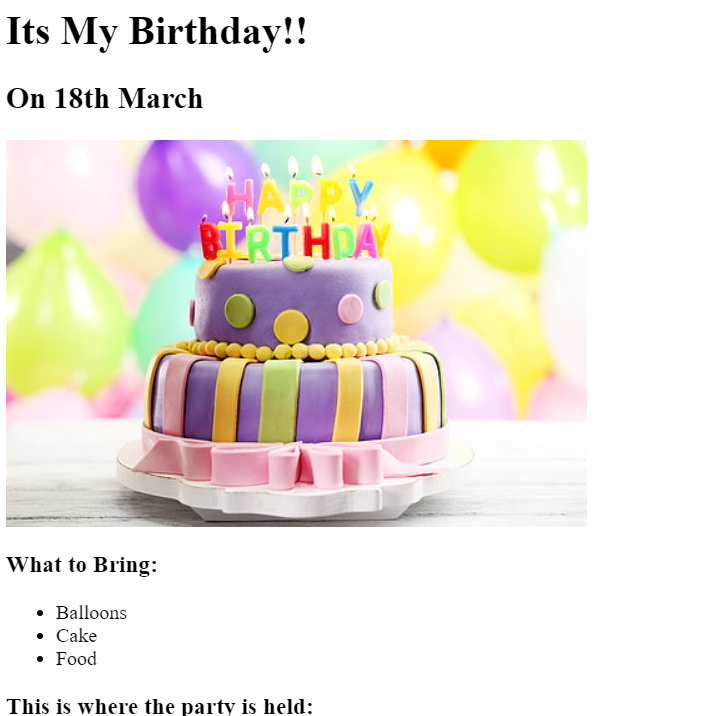 Its My Birthday!!
On 18th March
HAPPY
BIRTHDAY
What to Bring:
Balloons
Cake
Food
This is where the party is held: